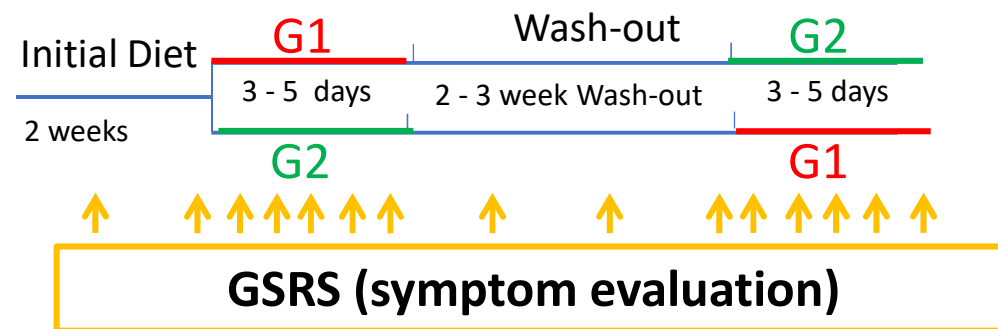 Initial Diet
G1
Wash-out
G2
2 weeks
3 - 5 days
2 - 3 week Wash-out
3 - 5 days
G2
G1
GSRS (symptom evaluation)